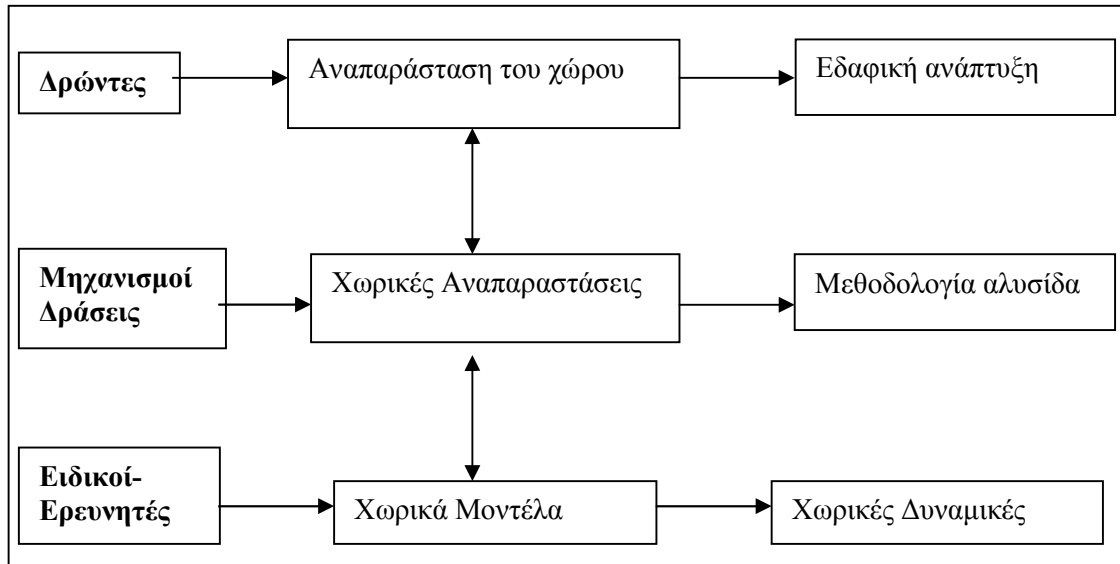 Δρώντες
Αναπαράσταση του χώρου
Εδαφική ανάπτυξη
Μηχανισμοί
Δράσεις
Χωρικές Αναπαραστάσεις
Μεθοδολογία αλυσίδα
Ειδικοί-
Ερευνητές
Χωρικά Μοντέλα
Χωρικές Δυναμικές